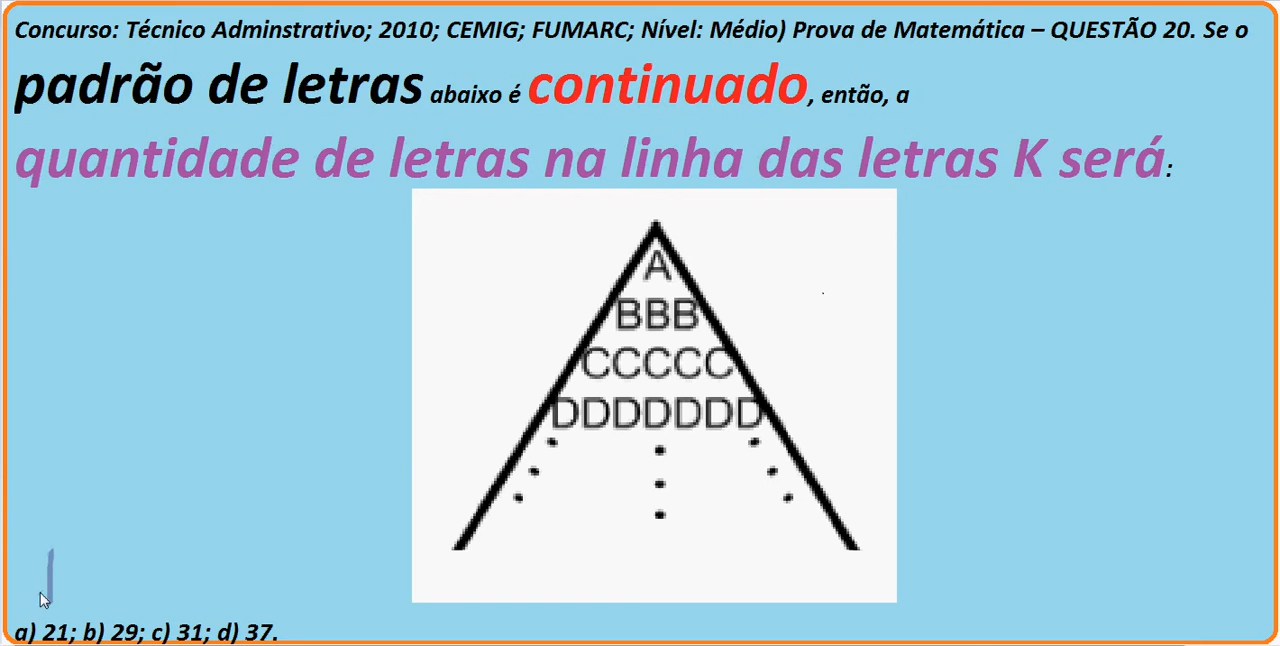 Concurso: Técnico Adminstrativo; 2010; CEMIG; FUMARC; Nível: Médio) Prova de Matemática – QUESTÃO 20. Se o
padrão de letras abaixo é continuado, então, a
quantidade de letras na linha das letras K será:
A
BBB
CCCCC
DDDDDDD
a) 21; b) 29; c) 31; d) 37.